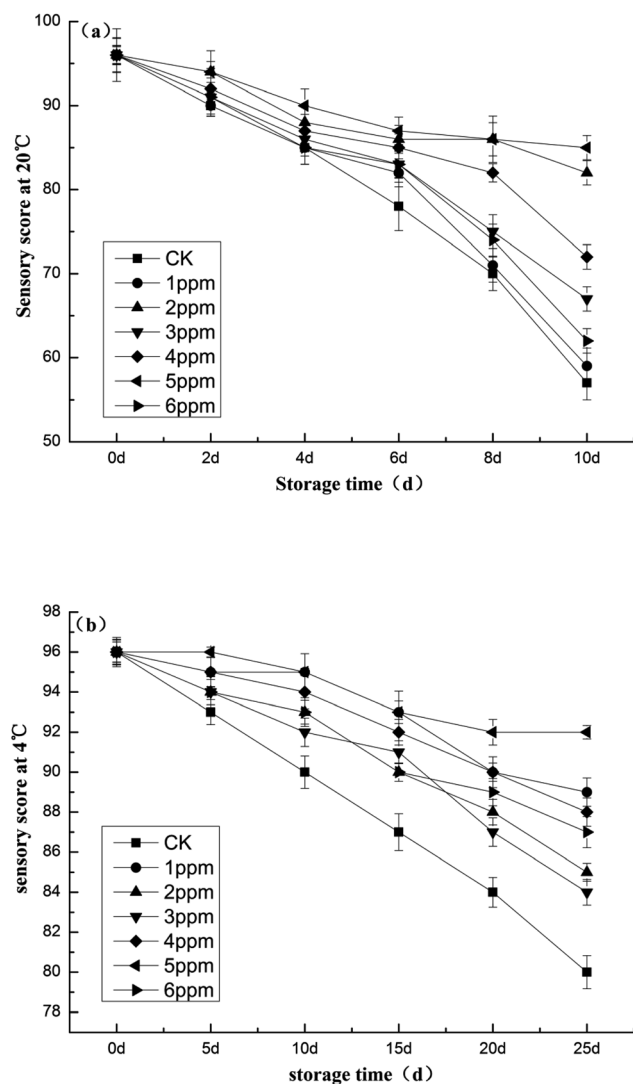 (a)
Sensory score at 20℃
100
90
80
70
60
50
CK
1ppm
2ppm
3ppm
4ppm
5ppm
6ppm
0d 2d 4d 6d 8d 10d
Storage time（d）
(b)
sensory score at 4℃
98
96
94
92
90
88
86
84
82
80
78
CK
1ppm
2ppm
3ppm
4ppm
5ppm
6ppm
0d 5d 10d 15d 20d 25d
storage time（d）